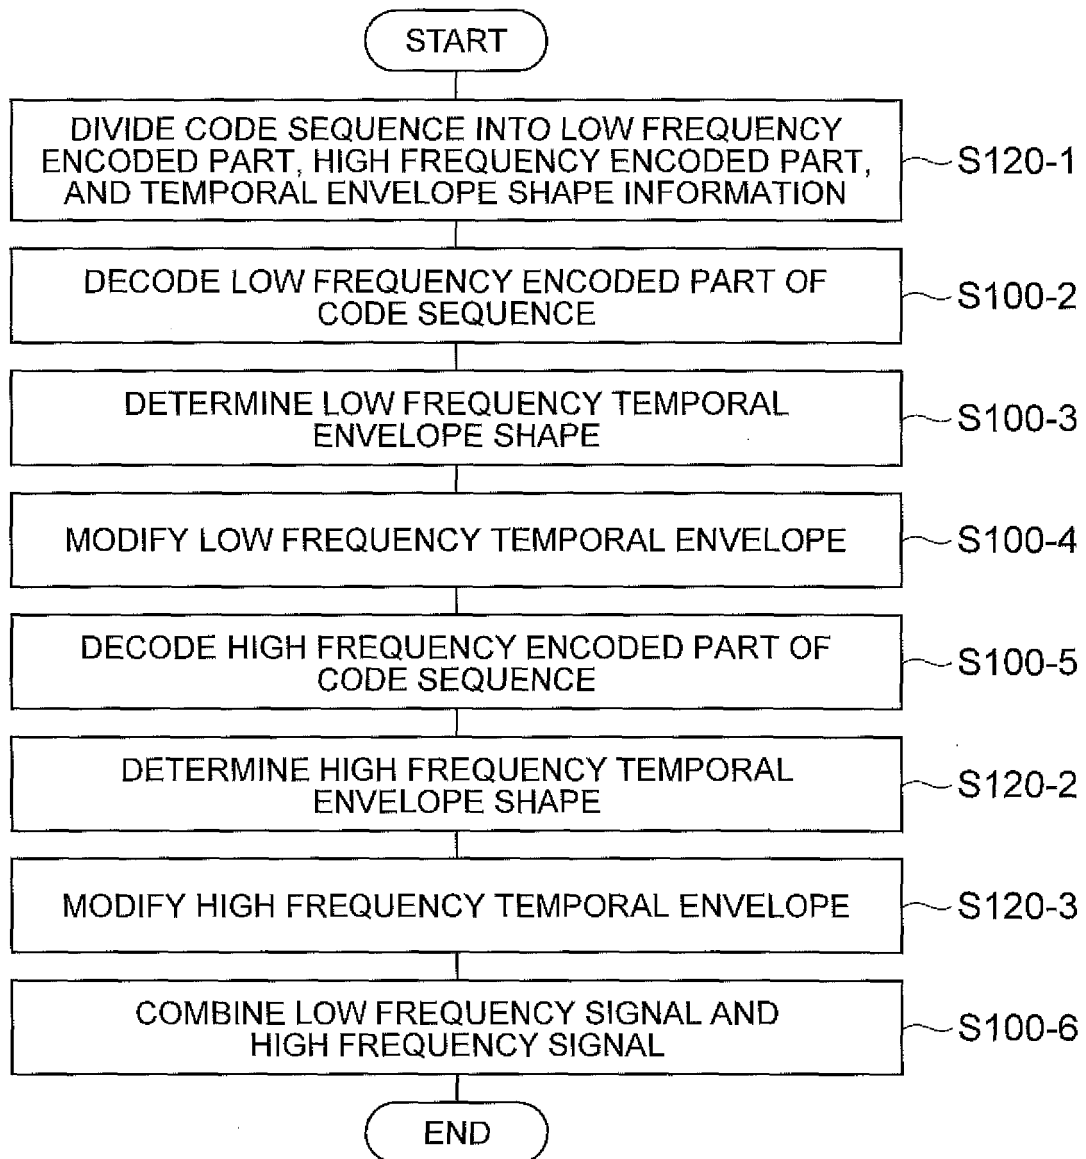 START
DIVIDE CODE SEQUENCE INTO LOW FREQUENCY
ENCODED PART, HIGH FREQUENCY ENCODED PART,
AND TEMPORAL ENVELOPE SHAPE INFORMATION
S120-1
DECODE LOW FREQUENCY ENCODED PART OF
CODE SEQUENCE
S100-2
DETERMINE LOW FREQUENCY TEMPORAL
ENVELOPE SHAPE
S100-3
MODIFY LOW FREQUENCY TEMPORAL ENVELOPE
S100-4
DECODE HIGH FREQUENCY ENCODED PART OF
CODE SEQUENCE
S100-5
DETERMINE HIGH FREQUENCY TEMPORAL
ENVELOPE SHAPE
S120-2
MODIFY HIGH FREQUENCY TEMPORAL ENVELOPE
S120-3
COMBINE LOW FREQUENCY SIGNAL AND
HIGH FREQUENCY SIGNAL
S100-6
END